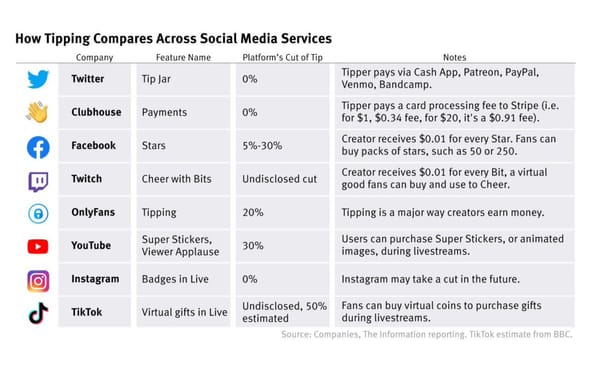 How Tipping Compares Across Social Media Services
Company Feature Name Platform's Cut of Tip Notes
Twitter Tip Jar 0% Tipper pays via Cash App, Patreon, PayPal,
Venmo, Bandcamp.
Clubhouse Payments 0% Tipper pays a card processing fee to Stripe (i.e.
for $1, $0.34 fee, for $20, it's a $0.91 fee).
Facebook Stars 5%-30% Creator receives $0.01 for every Star. Fans can
buy packs of stars, such as 50 or 250.
Twitch Cheer with Bits Undisclosed cut Creator receives $0.01 for every Bit, a virtual
good fans can buy and use to Cheer.
OnlyFans Tipping 20% Tipping is a major way creators earn money.
YouTube Super Stickers,
Viewer Applause 30% Users can purchase Super Stickers, or animated
images, during livestreams.
Instagram Badges in Live 0% Instagram may take a cut in the future.
TikTok Virtual gifts in Live Undisclosed, 50%
estimated Fans can buy virtual coins to purchase gifts
during livestreams.
Source: Companies, The Information reporting. TikTok estimate from BBC.